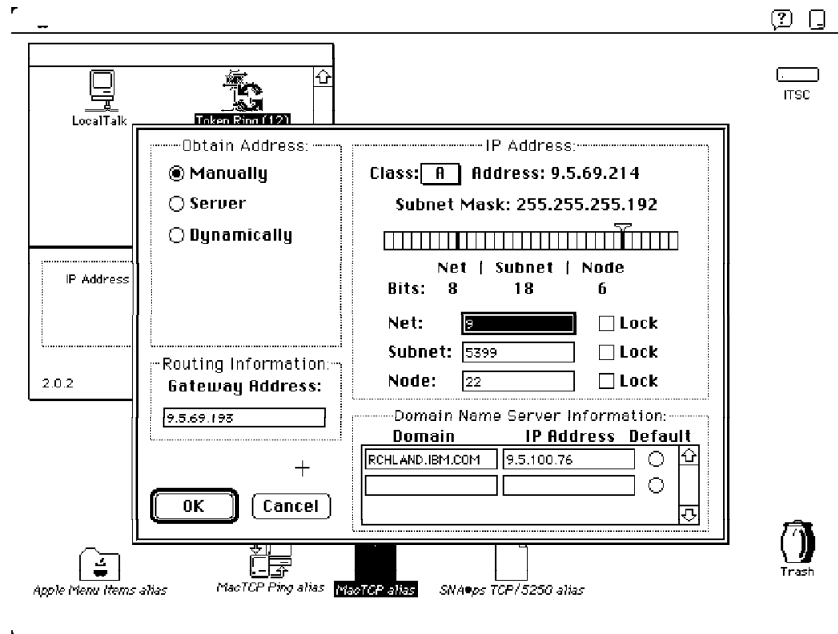 ITSC
LocalTalk
Token Ring (12)
Obtain Address:
Manually
Server
Dynamically
IP Address:
Class: A Address: 9.5.69.214
Subnet Mask: 255.255.255.192
Net | Subnet | Node
Bits: 8 18 6
Net: 9 Lock
Subnet: 5399 Lock
Node: 22 Lock
IP Address
2.0.2
Routing Information:
Gateway Address:
9.5.69.193
Domain Name Server Information:
Domain IP Address Default
RCHLAND.IBM.COM 9.5.100.76
OK Cancel
Trash
Apple Menu Items alias
MacTCP Ping alias
MacTCP alias
SNA•ps TCP/5250 alias